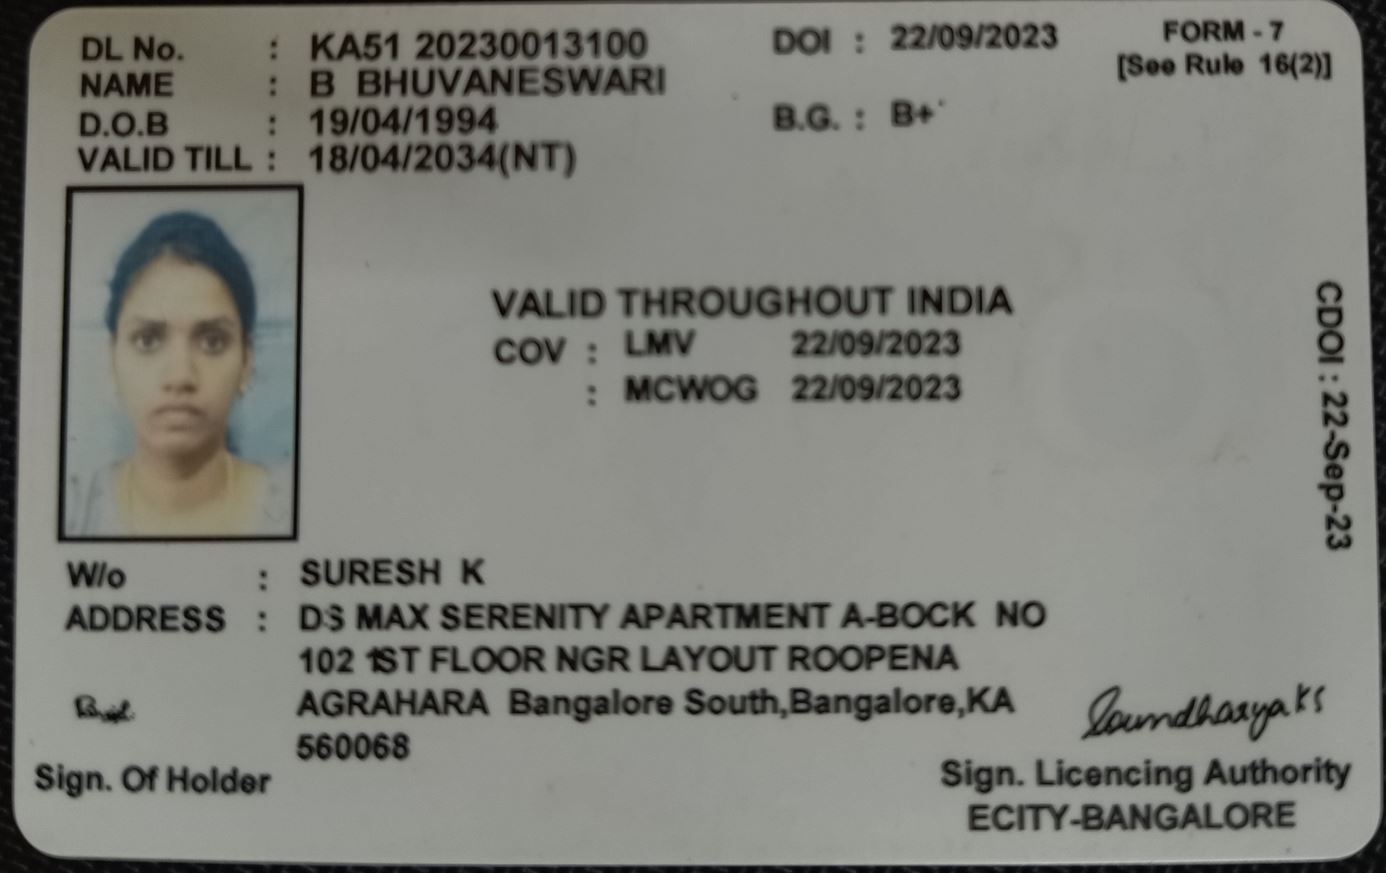 DL No. : KA51 20230013100 DOI : 22/09/2023 FORM - 7
NAME : B BHUVANESWARI [See Rule 16(2)]
D.O.B : 19/04/1994 B.G. : B+
VALID TILL : 18/04/2034(NT)
VALID THROUGHOUT INDIA
COV : LMV 22/09/2023
: MCWOG 22/09/2023
CDOI : 22-Sep-23
W/o : SURESH K
ADDRESS : DS MAX SERENITY APARTMENT A-BOCK NO
102 1ST FLOOR NGR LAYOUT ROOPENA
AGRAHARA Bangalore South,Bangalore,KA
560068
Sign. Of Holder
Soundharya KS
Sign. Licencing Authority
ECITY-BANGALORE